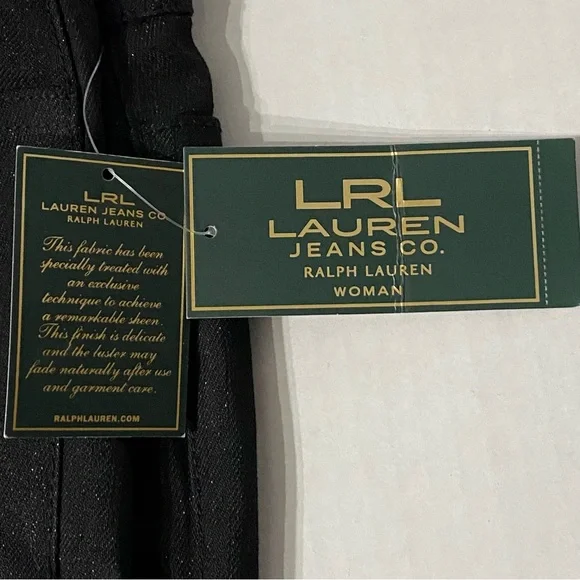 LRL
LAUREN JEANS CO.
RALPH LAUREN
This fabric has been
specially treated with
an exclusive
technique to achieve
a remarkable sheen.
This finish is delicate
and the luster may
fade naturally after use
and garment care.
RALPHLAUREN.COM
LRL
LAUREN
JEANS CO.
RALPH LAUREN
WOMAN